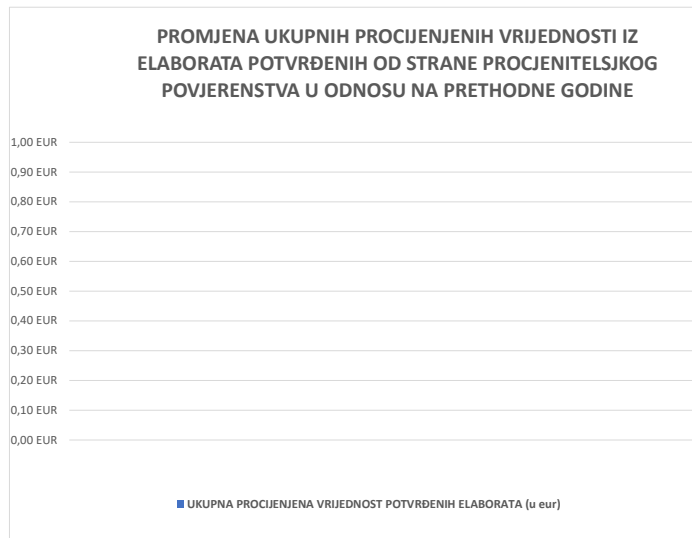 PROMJENA UKUPNIH PROCIJENJENIH VRIJEDNOSTI IZ
ELABORATA POTVRĐENIH OD STRANE PROCJENITELSJKOG
POVJERENSTVA U ODNOSU NA PRETHODNE GODINE
1,00 EUR
0,90 EUR
0,80 EUR
0,70 EUR
0,60 EUR
0,50 EUR
0,40 EUR
0,30 EUR
0,20 EUR
0,10 EUR
0,00 EUR
UKUPNA PROCIJENJENA VRIJEDNOST POTVRĐENIH ELABORATA (u eur)